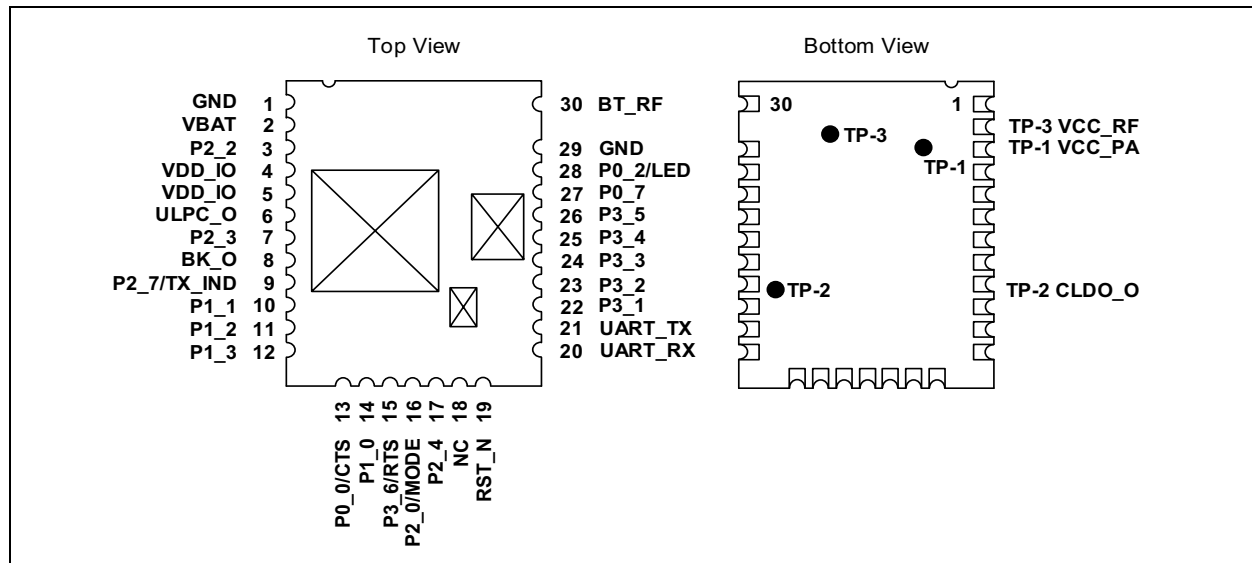 Top View
GND 1
VBAT 2
P2_2 3
VDD_IO 4
VDD_IO 5
ULPC_O 6
P2_3 7
BK_O 8
P2_7/TX_IND 9
P1_1 10
P1_2 11
P1_3 12
30 BT_RF
29 GND
28 P0_2/LED
27 P0_7
26 P3_5
25 P3_4
24 P3_3
23 P3_2
22 P3_1
21 UART_TX
20 UART_RX
P0_0/CTS 13
P1_0 14
P3_6/RTS 15
P2_0/MODE 16
P2_4 17
NC 18
RST_N 19
Bottom View
30
1
TP-3
TP-1
TP-2
TP-3 VCC_RF
TP-1 VCC_PA
TP-2 CLDO_O